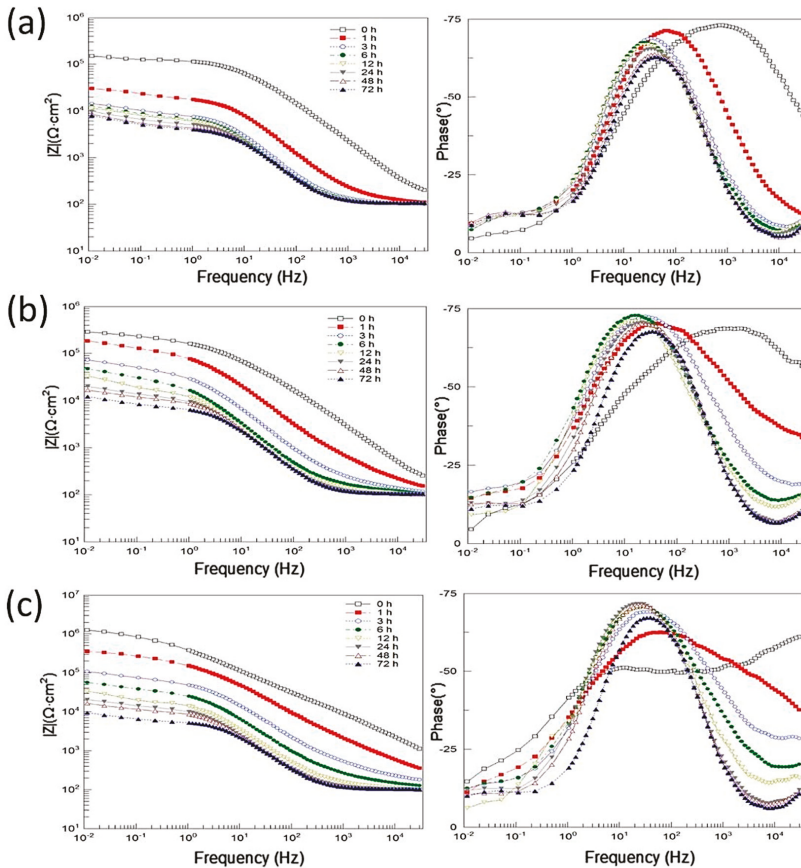 (a)
10⁶
10⁵
10⁴
10³
10²
10¹
|Z|(Ω·cm²)
0 h
1 h
3 h
6 h
12 h
24 h
48 h
72 h
10⁻² 10⁻¹ 10⁰ 10¹ 10² 10³ 10⁴
Frequency (Hz)
-75
-50
-25
0
Phase(°)
10⁻² 10⁻¹ 10⁰ 10¹ 10² 10³ 10⁴
Frequency (Hz)
(b)
10⁶
10⁵
10⁴
10³
10²
10¹
|Z|(Ω·cm²)
0 h
1 h
3 h
6 h
12 h
24 h
48 h
72 h
10⁻² 10⁻¹ 10⁰ 10¹ 10² 10³ 10⁴
Frequency (Hz)
-75
-50
-25
0
Phase(°)
10⁻² 10⁻¹ 10⁰ 10¹ 10² 10³ 10⁴
Frequency (Hz)
(c)
10⁷
10⁶
10⁵
10⁴
10³
10²
10¹
|Z|(Ω·cm²)
0 h
1 h
3 h
6 h
12 h
24 h
48 h
72 h
10⁻² 10⁻¹ 10⁰ 10¹ 10² 10³ 10⁴
Frequency (Hz)
-75
-50
-25
0
Phase(°)
10⁻² 10⁻¹ 10⁰ 10¹ 10² 10³ 10⁴
Frequency (Hz)